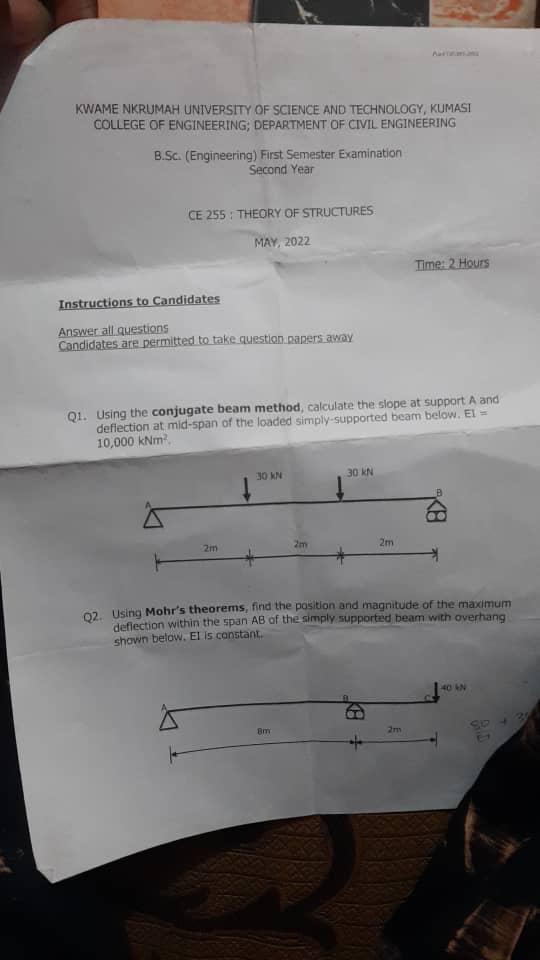 KWAME NKRUMAH UNIVERSITY OF SCIENCE AND TECHNOLOGY, KUMASI
COLLEGE OF ENGINEERING; DEPARTMENT OF CIVIL ENGINEERING
B.Sc. (Engineering) First Semester Examination
Second Year
CE 255 : THEORY OF STRUCTURES
MAY, 2022
Time: 2 Hours
Instructions to Candidates
Answer all questions
Candidates are permitted to take question papers away
Q1. Using the conjugate beam method, calculate the slope at support A and
deflection at mid-span of the loaded simply-supported beam below. EI =
10,000 kNm².
30 kN 30 kN
A B
2m 2m 2m
Q2. Using Mohr's theorems, find the position and magnitude of the maximum
deflection within the span AB of the simply supported beam with overhang
shown below. EI is constant.
40 kN
A B C
8m 2m